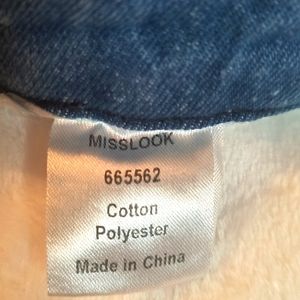 MISSLOOK
665562
Cotton
Polyester
Made in China